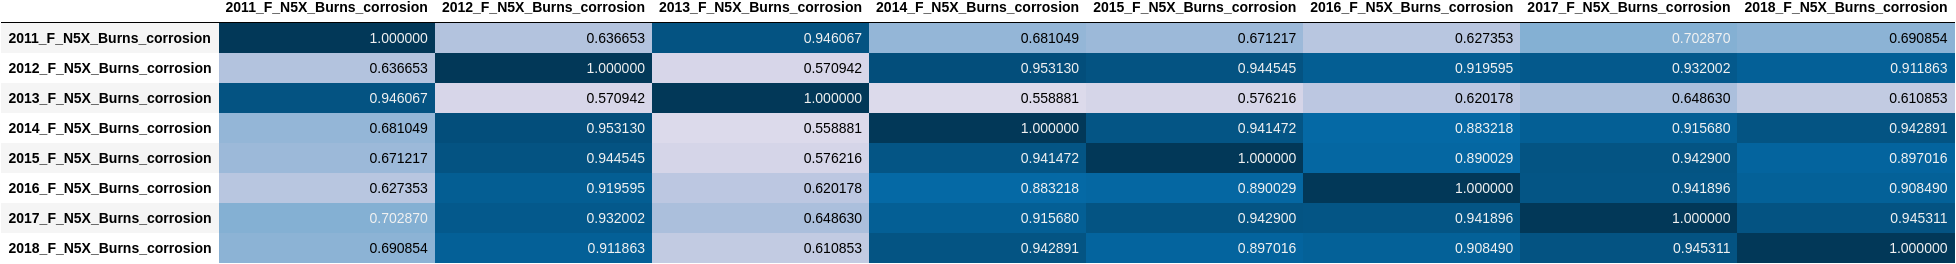 2011_F_N5X_Burns_corrosion 2012_F_N5X_Burns_corrosion 2013_F_N5X_Burns_corrosion 2014_F_N5X_Burns_corrosion 2015_F_N5X_Burns_corrosion 2016_F_N5X_Burns_corrosion 2017_F_N5X_Burns_corrosion 2018_F_N5X_Burns_corrosion
2011_F_N5X_Burns_corrosion 1.000000 0.636653 0.946067 0.681049 0.671217 0.627353 0.702870 0.690854
2012_F_N5X_Burns_corrosion 0.636653 1.000000 0.570942 0.953130 0.944545 0.919595 0.932002 0.911863
2013_F_N5X_Burns_corrosion 0.946067 0.570942 1.000000 0.558881 0.576216 0.620178 0.648630 0.610853
2014_F_N5X_Burns_corrosion 0.681049 0.953130 0.558881 1.000000 0.941472 0.883218 0.915680 0.942891
2015_F_N5X_Burns_corrosion 0.671217 0.944545 0.576216 0.941472 1.000000 0.890029 0.942900 0.897016
2016_F_N5X_Burns_corrosion 0.627353 0.919595 0.620178 0.883218 0.890029 1.000000 0.941896 0.908490
2017_F_N5X_Burns_corrosion 0.702870 0.932002 0.648630 0.915680 0.942900 0.941896 1.000000 0.945311
2018_F_N5X_Burns_corrosion 0.690854 0.911863 0.610853 0.942891 0.897016 0.908490 0.945311 1.000000